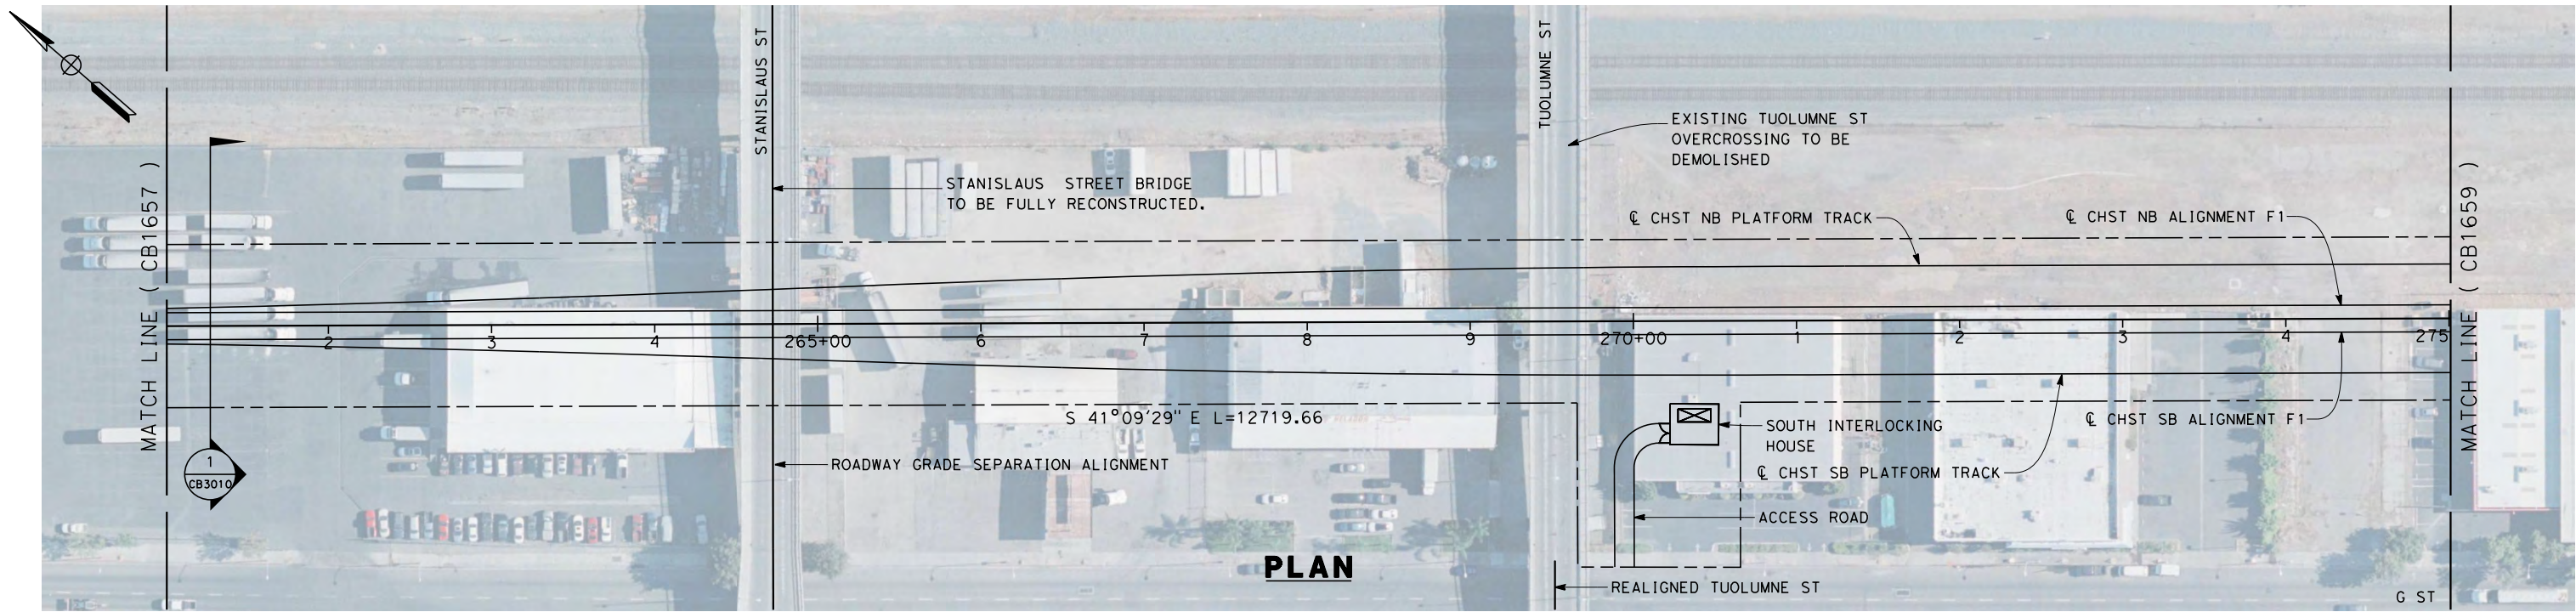 STANISLAUS ST
TUOLUMNE ST
EXISTING TUOLUMNE ST
OVERCROSSING TO BE
DEMOLISHED
STANISLAUS STREET BRIDGE
TO BE FULLY RECONSTRUCTED.
℄ CHST NB PLATFORM TRACK
℄ CHST NB ALIGNMENT F1
MATCH LINE ( CB1657 )
MATCH LINE ( CB1659 )
2 3 4 265+00 6 7 8 9 270+00 1 2 3 4 275
S 41°09'29" E L=12719.66
SOUTH INTERLOCKING
HOUSE
℄ CHST SB ALIGNMENT F1
ROADWAY GRADE SEPARATION ALIGNMENT
℄ CHST SB PLATFORM TRACK
1
CB3010
ACCESS ROAD
PLAN
REALIGNED TUOLUMNE ST
G ST